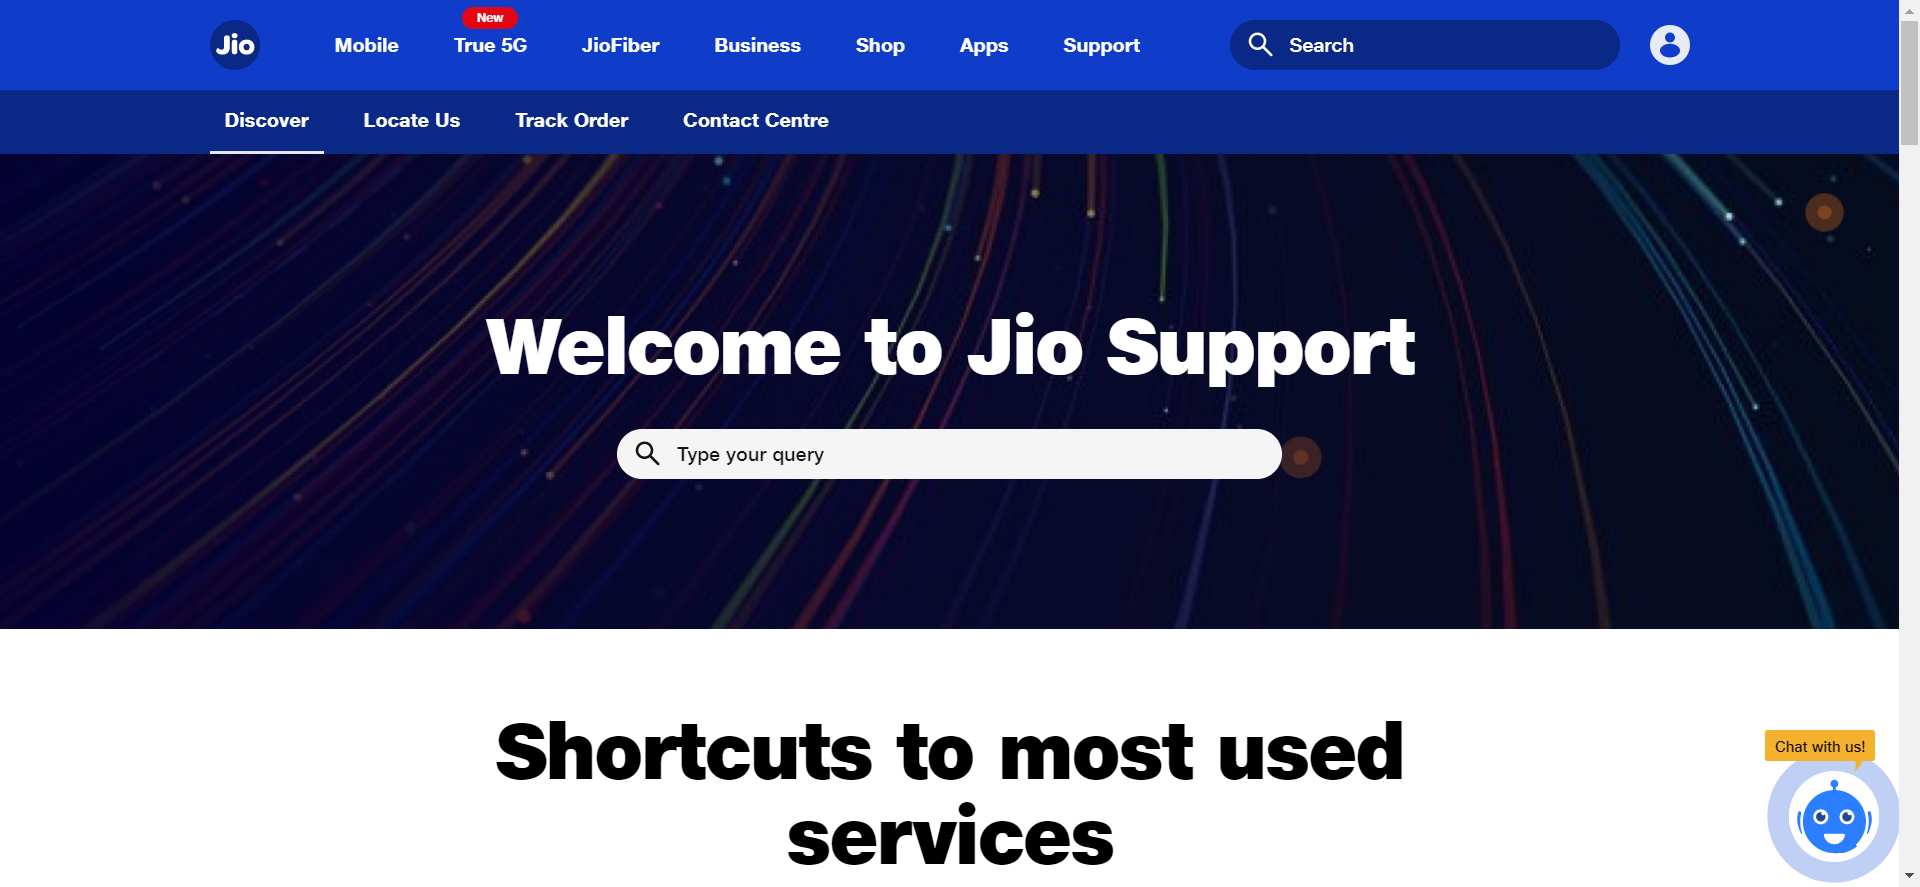 New
Jio Mobile True 5G JioFiber Business Shop Apps Support Search
Discover Locate Us Track Order Contact Centre
Welcome to Jio Support
Type your query
Shortcuts to most used
services
Chat with us!